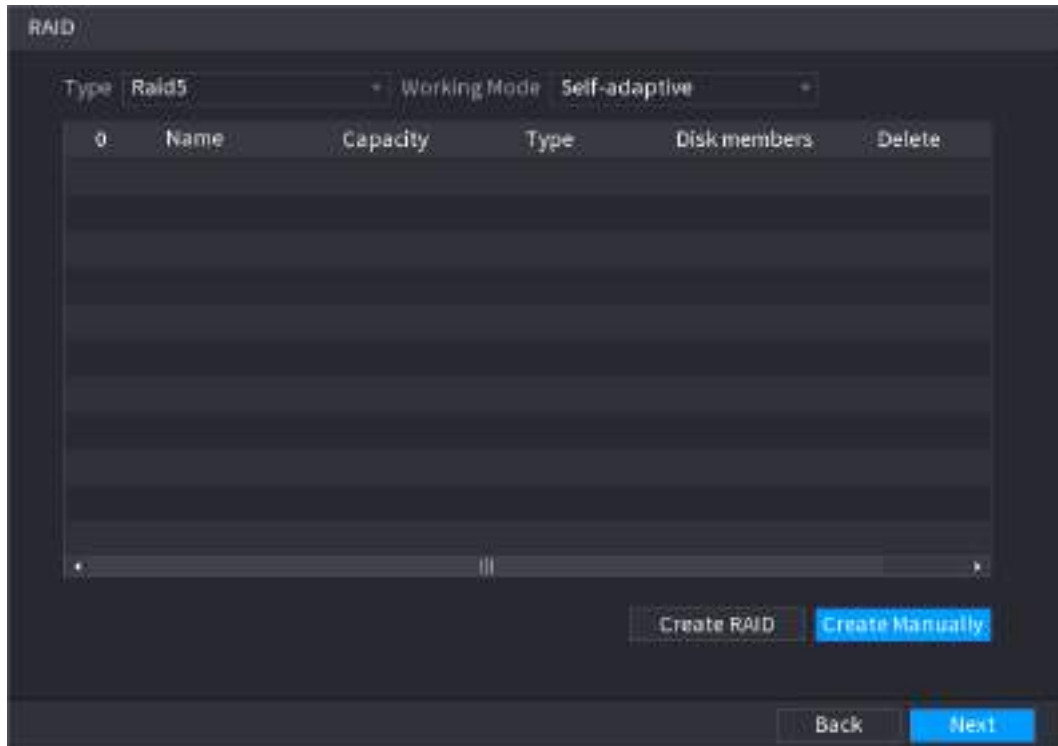 RAID
Type Raid5 Working Mode Self-adaptive
0 Name Capacity Type Disk members Delete
Create RAID Create Manually
Back Next